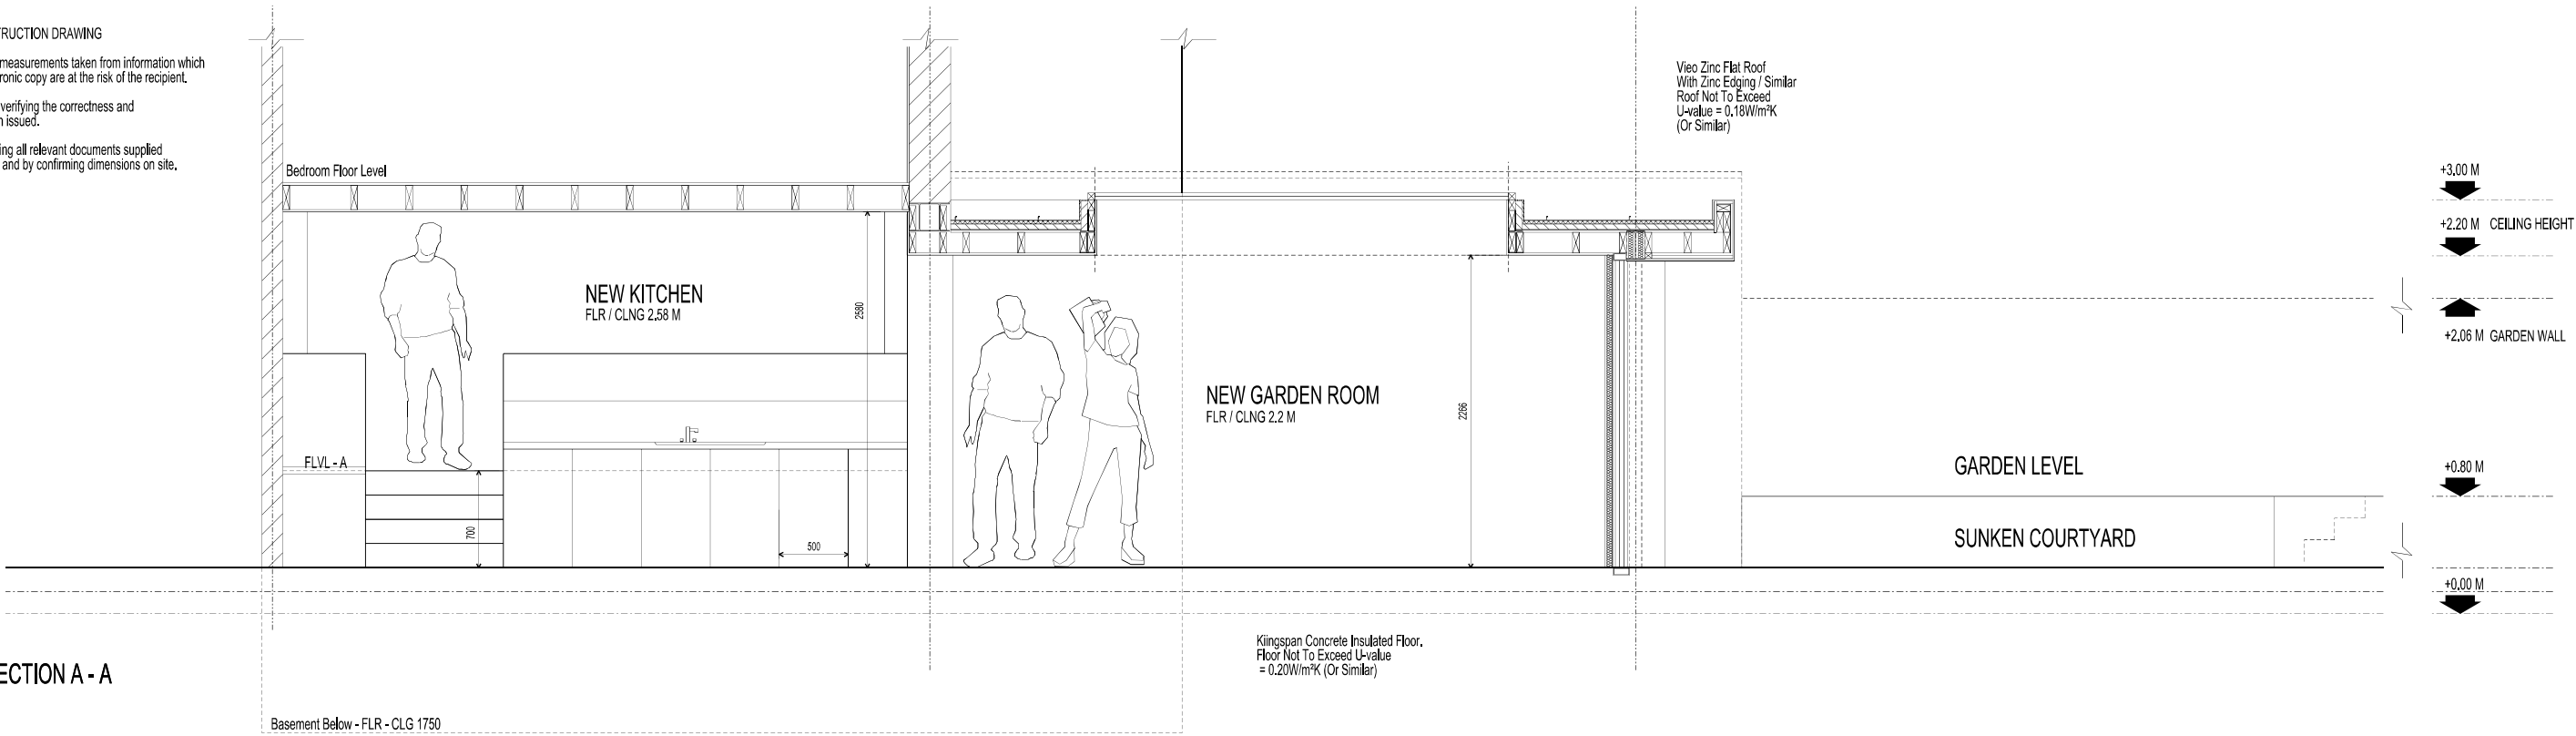 TRUCTION DRAWING
measurements taken from information which
ronic copy are at the risk of the recipient.
verifying the correctness and
n issued.
ing all relevant documents supplied
and by confirming dimensions on site.
Vieo Zinc Flat Roof
With Zinc Edging / Similar
Roof Not To Exceed
U-value = 0.18W/m²K
(Or Similar)
Bedroom Floor Level
+3.00 M
+2.20 M CEILING HEIGHT
NEW KITCHEN
FLR / CLNG 2.58 M
2580
+2.06 M GARDEN WALL
NEW GARDEN ROOM
FLR / CLNG 2.2 M
2266
FLVL - A
GARDEN LEVEL
+0.80 M
700
500
SUNKEN COURTYARD
+0.00 M
Kiingspan Concrete Insulated Floor.
Floor Not To Exceed U-value
= 0.20W/m²K (Or Similar)
ECTION A - A
Basement Below - FLR - CLG 1750